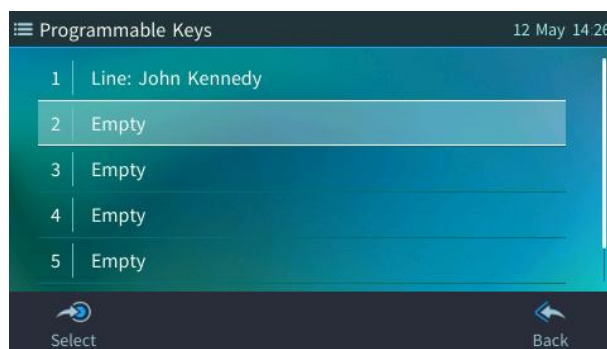 Programmable Keys 12 May 14:26
1 Line: John Kennedy
2 Empty
3 Empty
4 Empty
5 Empty
Select Back